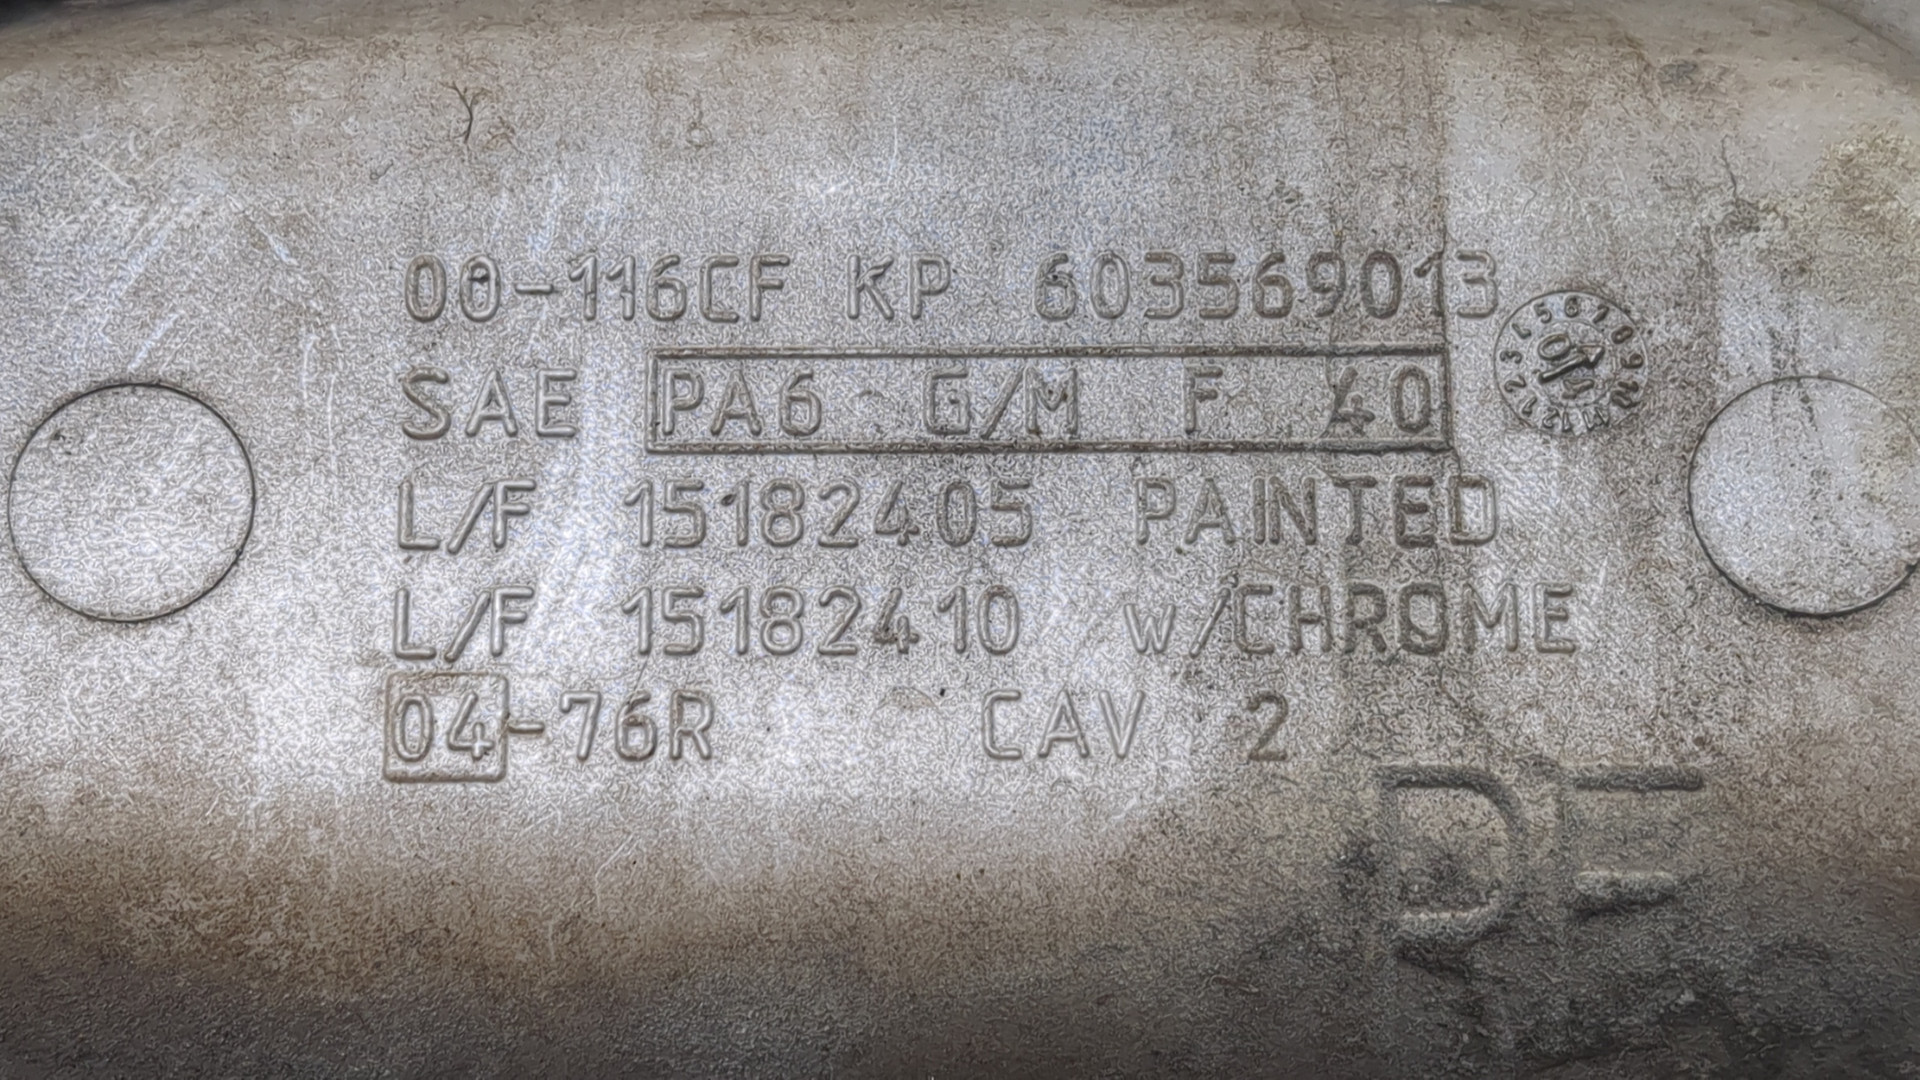 00-116CF KP 603569013
SAE PA6 G/M F 40
L/F 15182405 PAINTED
L/F 15182410 w/CHROME
04-76R CAV 2